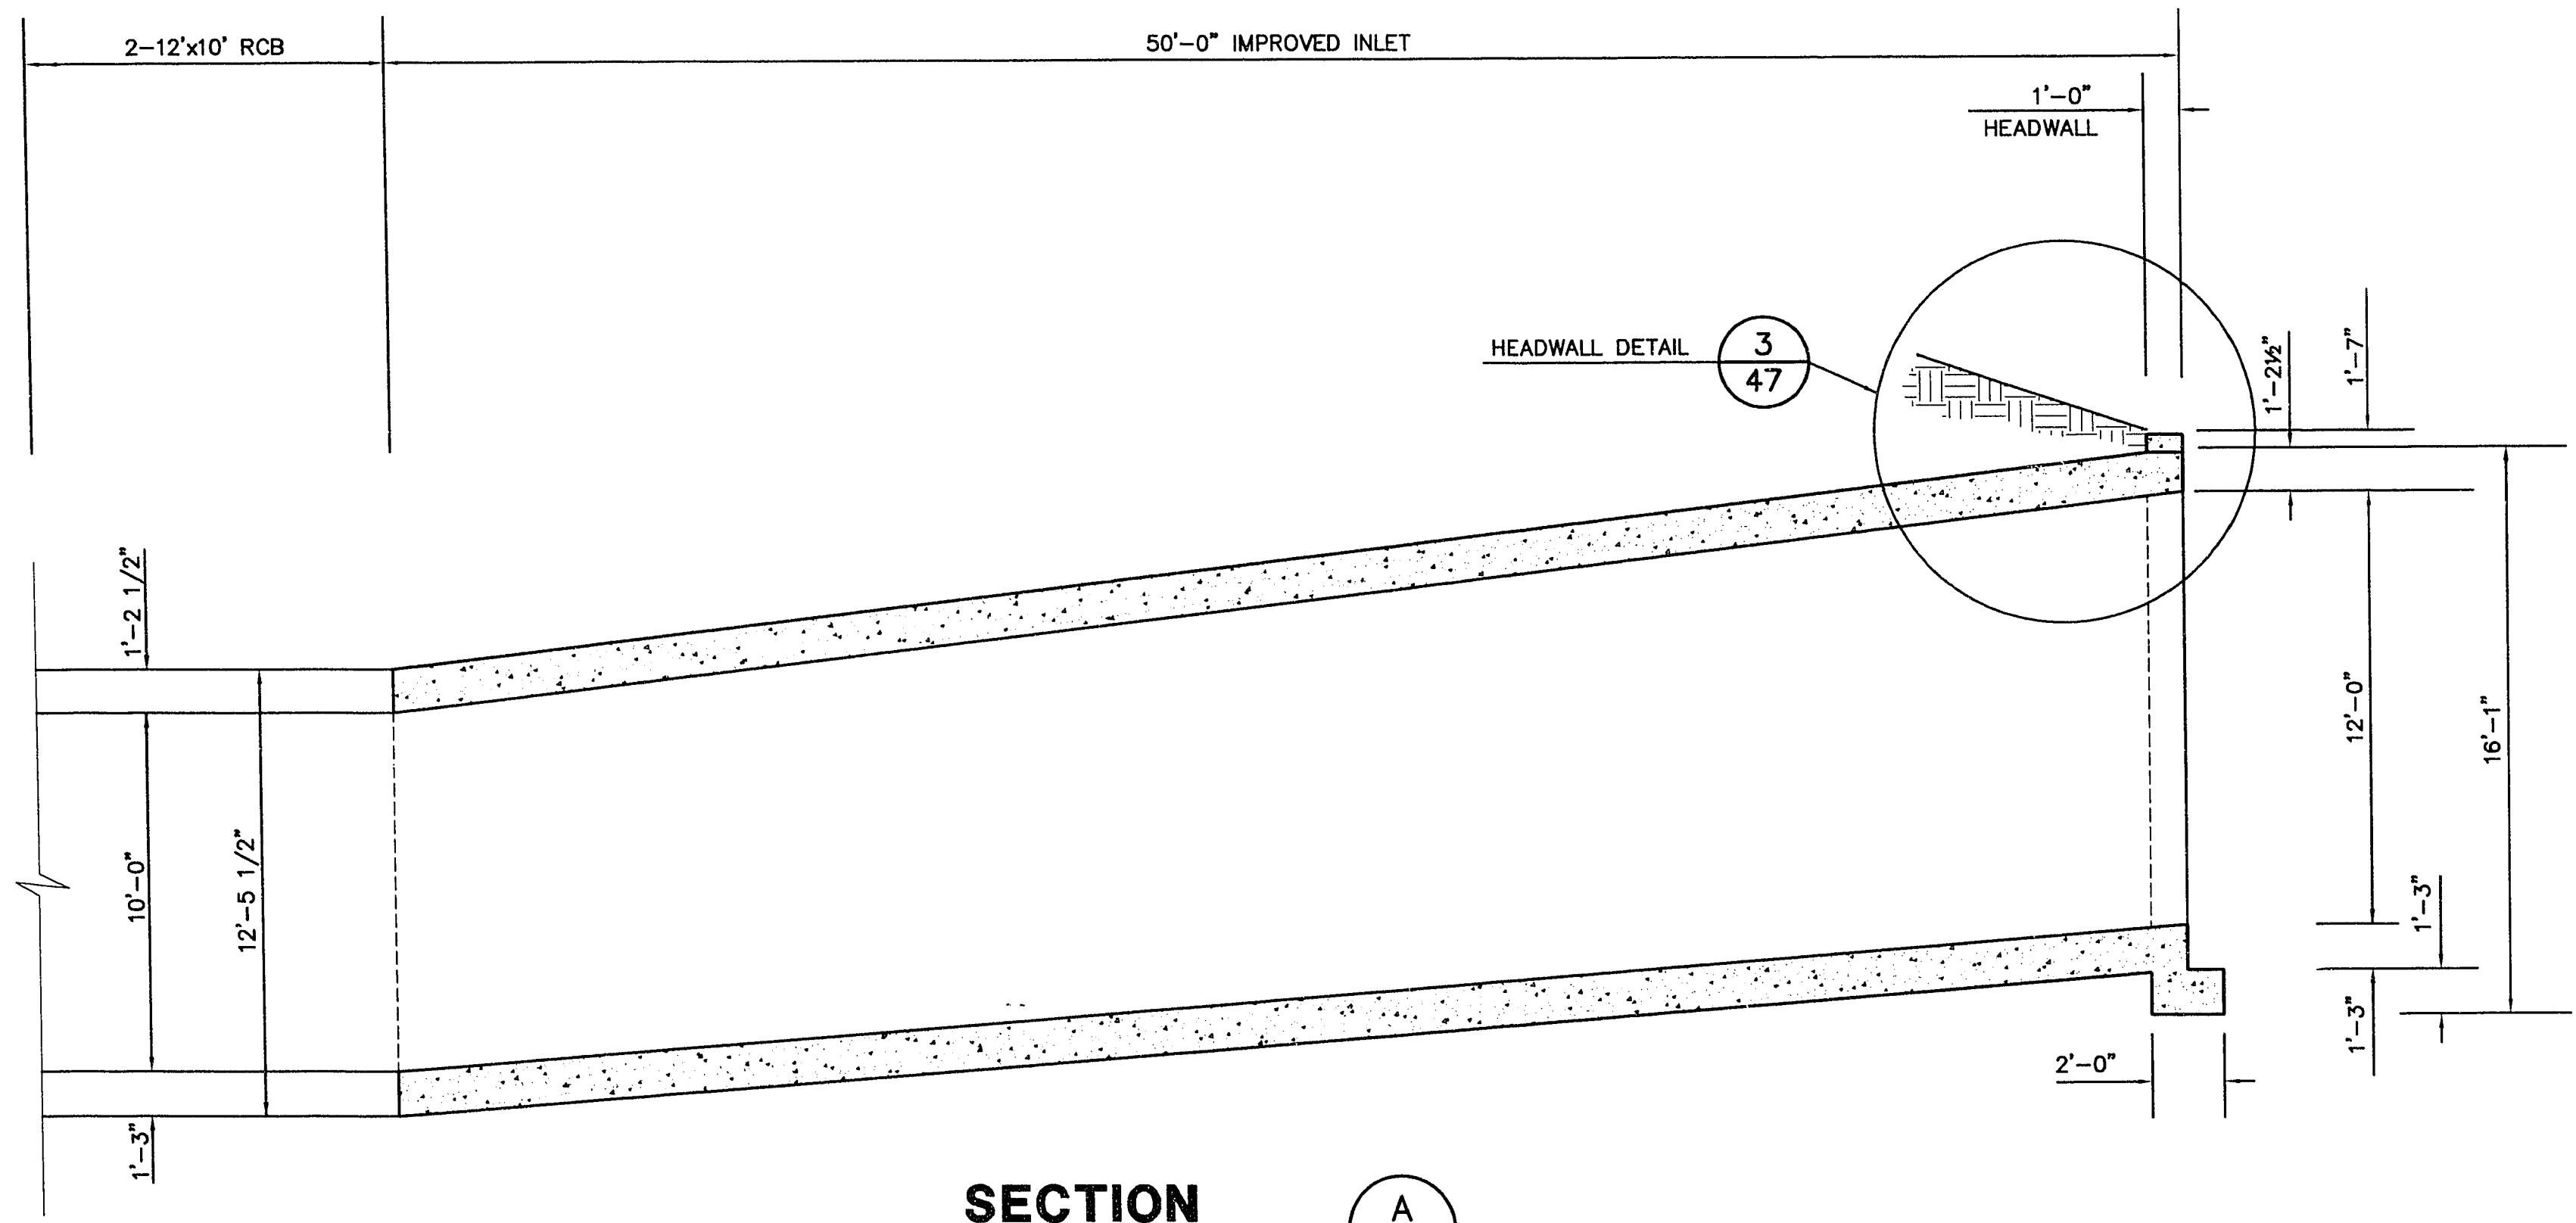 2-12'x10' RCB
50'-0" IMPROVED INLET
1'-0"
HEADWALL
HEADWALL DETAIL
3
47
1'-2½"
1'-7"
1'-2 1/2"
10'-0"
12'-5 1/2"
1'-3"
12'-0"
16'-1"
1'-3"
1'-3"
2'-0"
SECTION
A